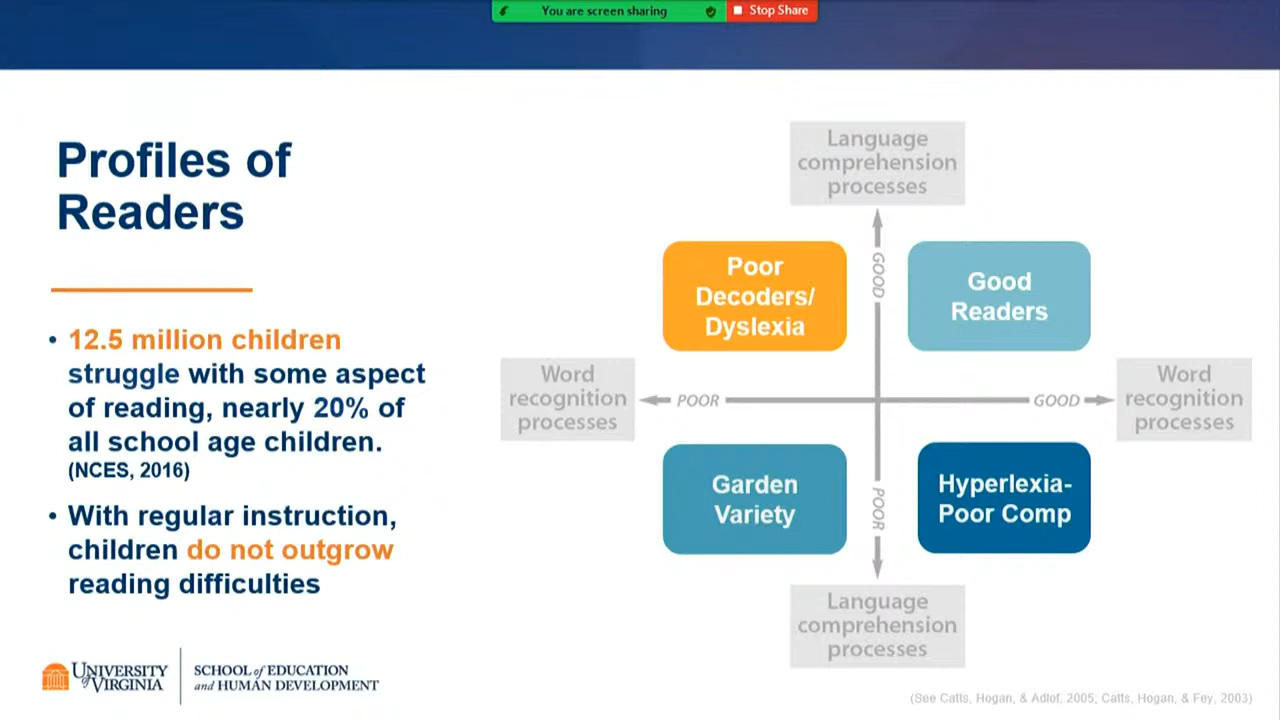 You are screen sharing
Stop Share
Profiles of
Readers
• 12.5 million children
struggle with some aspect
of reading, nearly 20% of
all school age children.
(NCES, 2016)
• With regular instruction,
children do not outgrow
reading difficulties
Language
comprehension
processes
GOOD
Poor
Decoders/
Dyslexia
Good
Readers
Word
recognition
processes
POOR
GOOD
Word
recognition
processes
Garden
Variety
POOR
Hyperlexia-
Poor Comp
Language
comprehension
processes
UNIVERSITY
of VIRGINIA
SCHOOL of EDUCATION
and HUMAN DEVELOPMENT
(See Catts, Hogan, & Adlof, 2005; Catts, Hogan, & Fey, 2003)